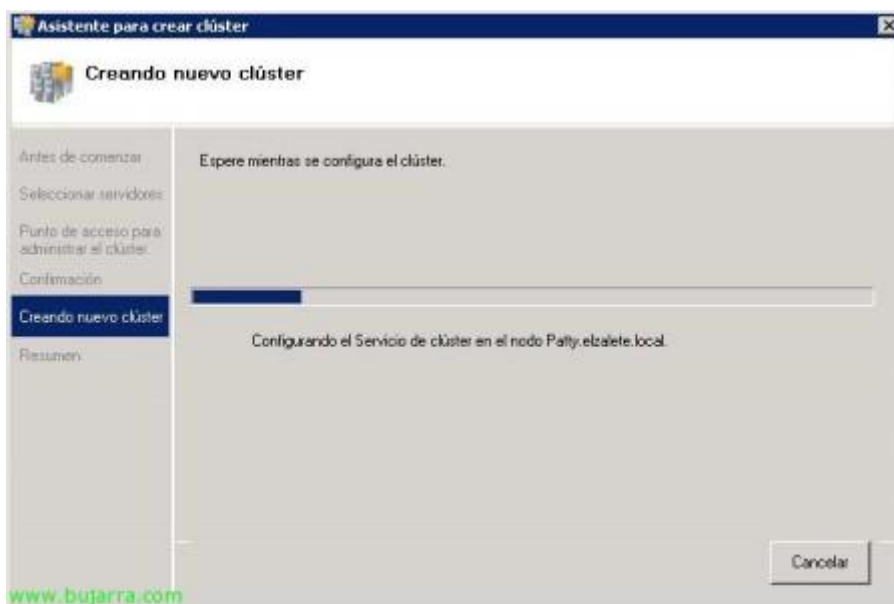 Asistente para crear clúster
Creando nuevo clúster
Antes de comenzar
Seleccionar servidores
Punto de acceso para
administrar el clúster
Confirmación
Creando nuevo clúster
Resumen
Espere mientras se configura el clúster.
Configurando el Servicio de clúster en el nodo Patty.elzalete.local.
Cancelar
www.bujarra.com